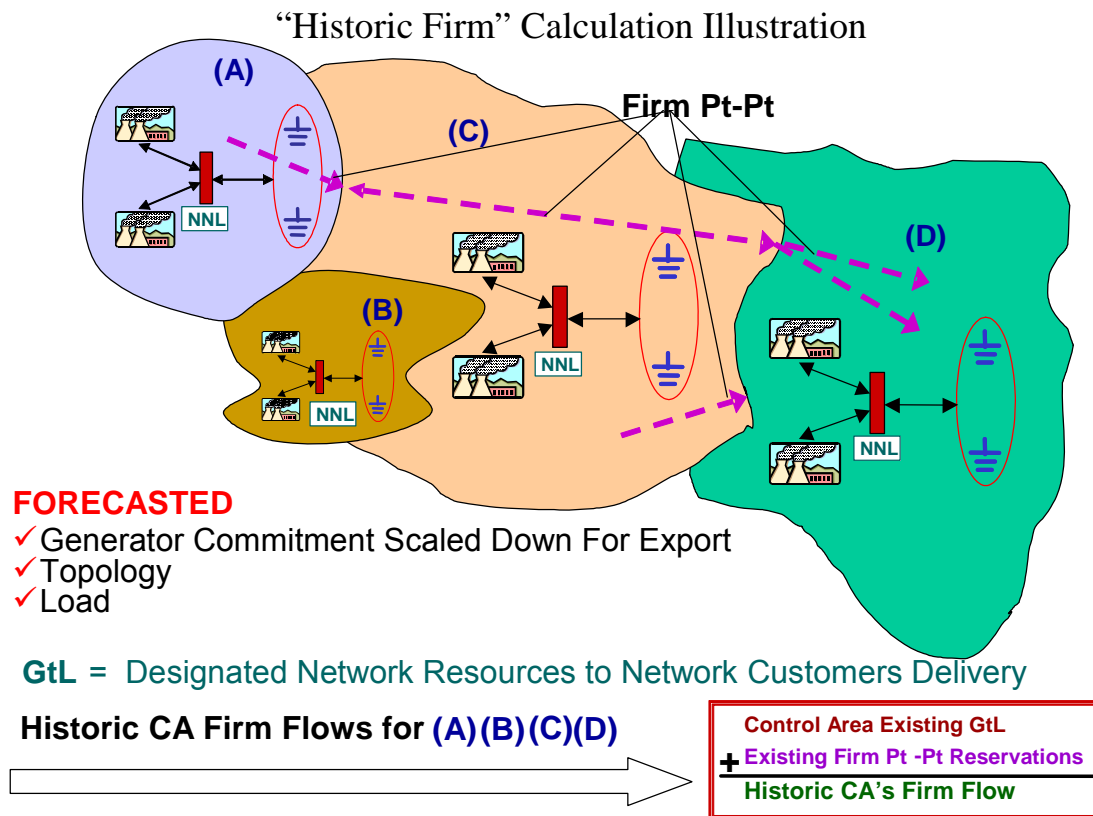 “Historic Firm” Calculation Illustration
(A)
Firm Pt-Pt
(C)
(D)
NNL
(B)
NNL
NNL
NNL
FORECASTED
✓Generator Commitment Scaled Down For Export
✓Topology
✓Load
GtL = Designated Network Resources to Network Customers Delivery
Historic CA Firm Flows for (A)(B)(C)(D)
Control Area Existing GtL
+ Existing Firm Pt -Pt Reservations
Historic CA's Firm Flow